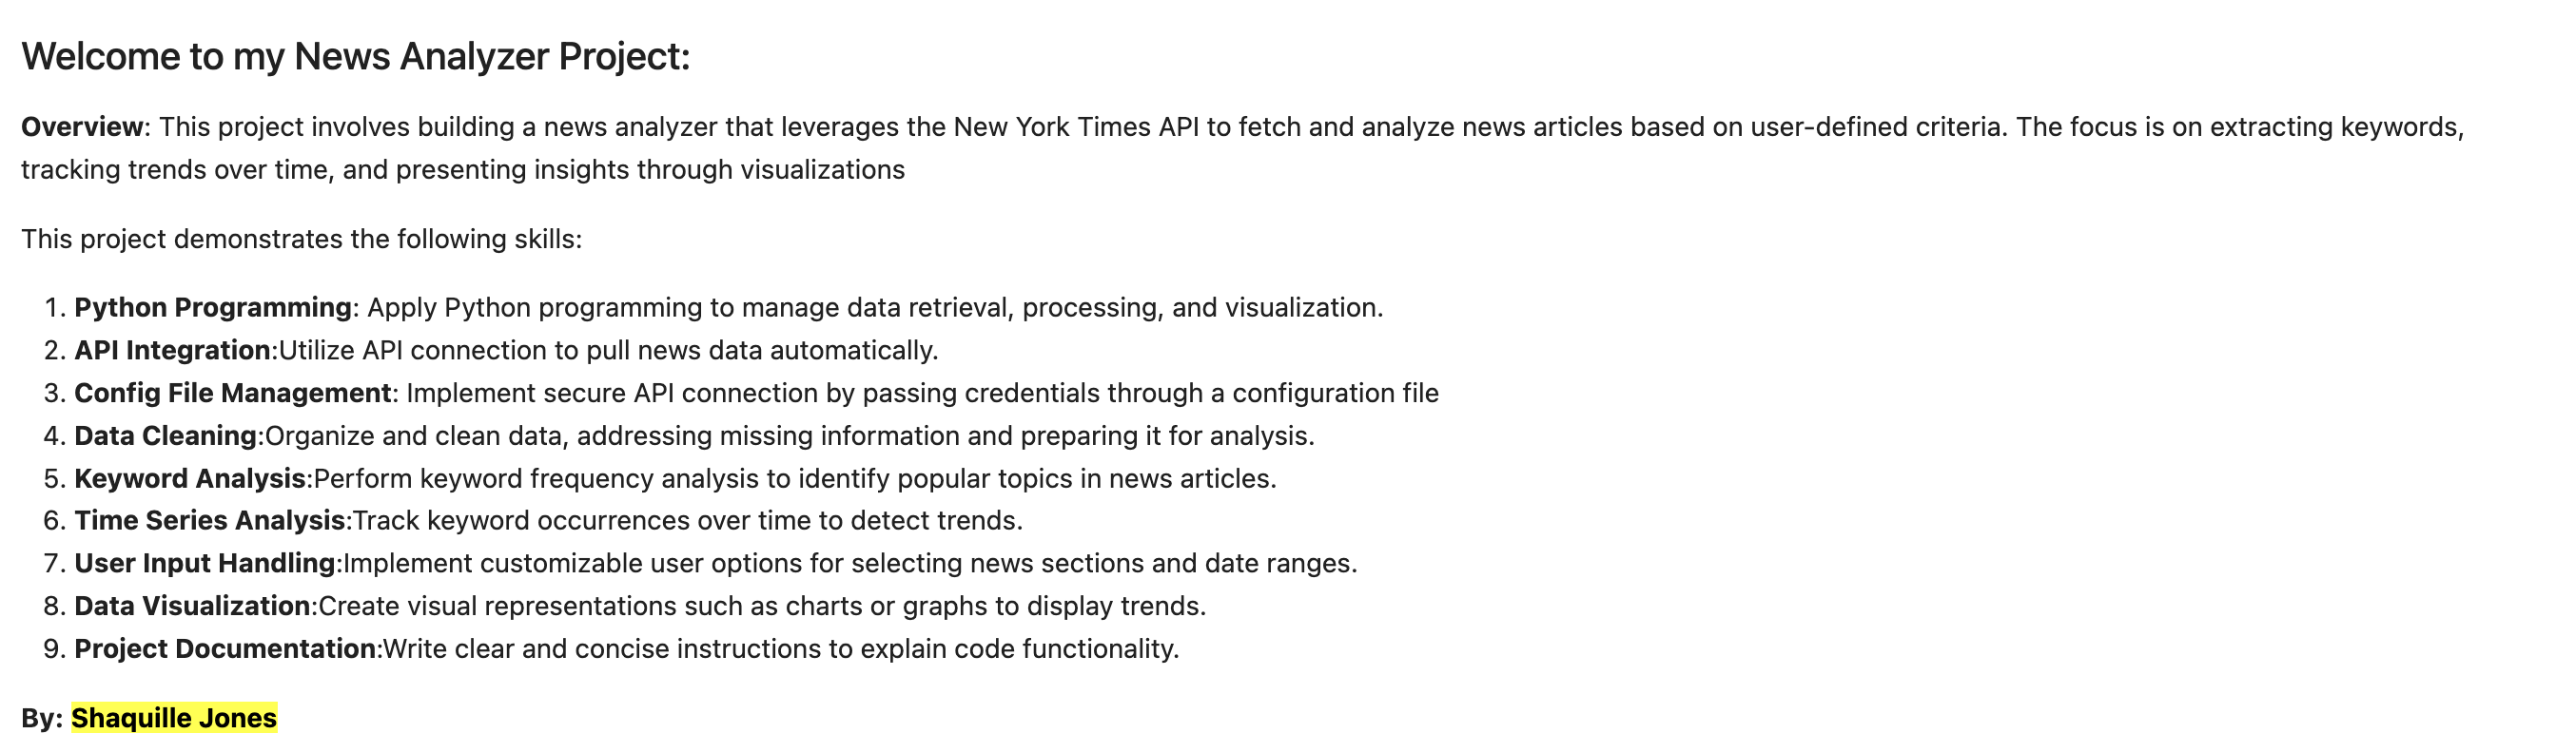 Welcome to my News Analyzer Project:
Overview: This project involves building a news analyzer that leverages the New York Times API to fetch and analyze news articles based on user-defined criteria. The focus is on extracting keywords,
tracking trends over time, and presenting insights through visualizations
This project demonstrates the following skills:
1. Python Programming: Apply Python programming to manage data retrieval, processing, and visualization.
2. API Integration:Utilize API connection to pull news data automatically.
3. Config File Management: Implement secure API connection by passing credentials through a configuration file
4. Data Cleaning:Organize and clean data, addressing missing information and preparing it for analysis.
5. Keyword Analysis:Perform keyword frequency analysis to identify popular topics in news articles.
6. Time Series Analysis:Track keyword occurrences over time to detect trends.
7. User Input Handling:Implement customizable user options for selecting news sections and date ranges.
8. Data Visualization:Create visual representations such as charts or graphs to display trends.
9. Project Documentation:Write clear and concise instructions to explain code functionality.
By: Shaquille Jones